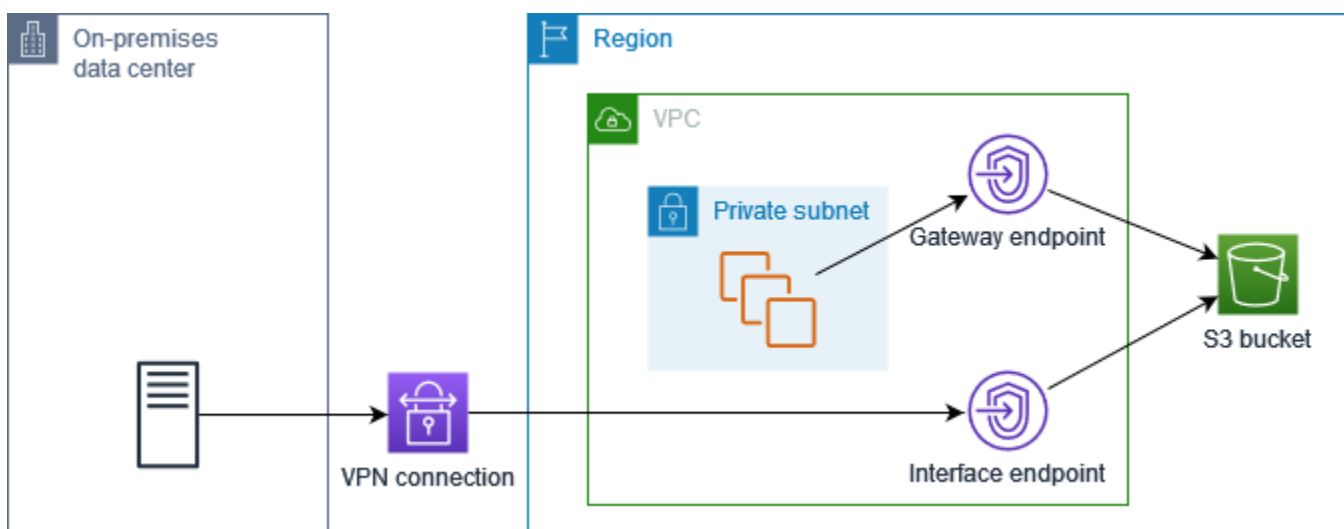 On-premises
data center
Region
VPC
Private subnet
Gateway endpoint
S3 bucket
VPN connection
Interface endpoint